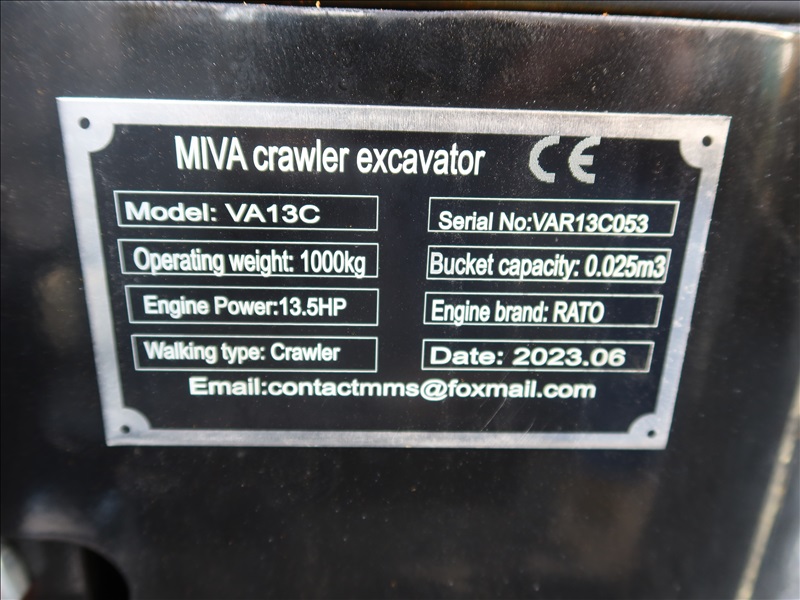 MIVA crawler excavator CE
Model: VA13C
Serial No:VAR13C053
Operating weight: 1000kg
Bucket capacity: 0.025m3
Engine Power:13.5HP
Engine brand: RATO
Walking type: Crawler
Date: 2023.06
Email:contactmms@foxmail.com